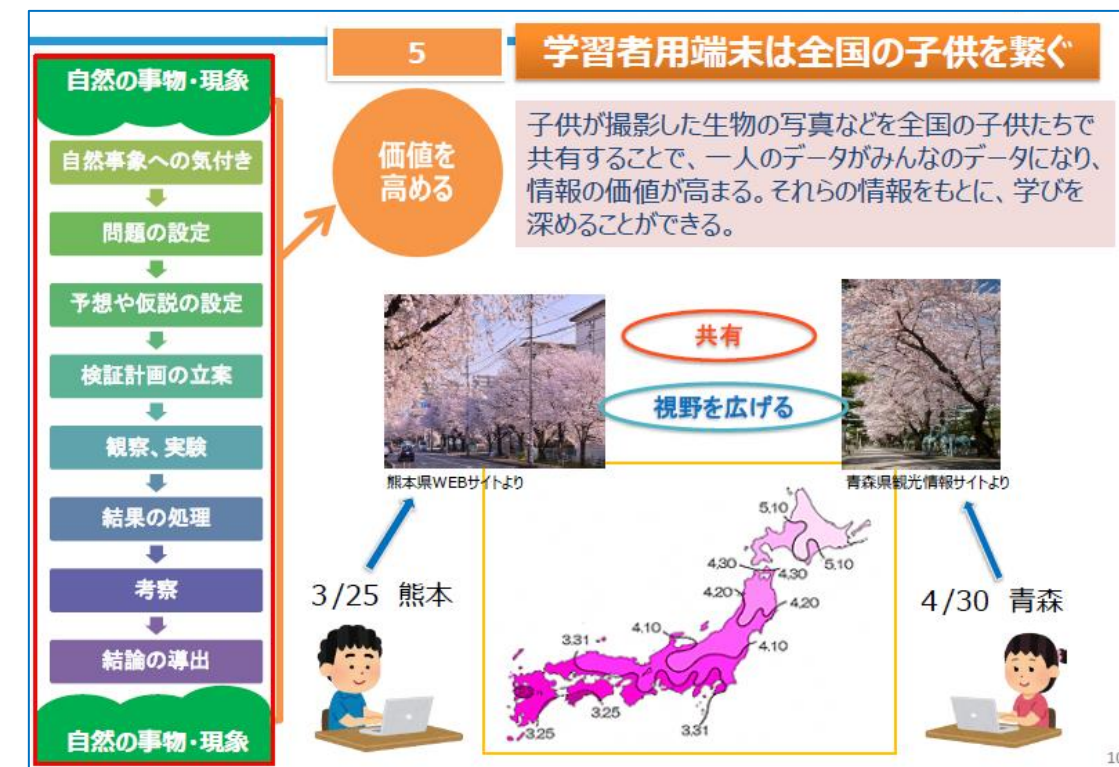 5
学習者用端末は全国の子供を繋ぐ
自然の事物・現象
自然事象への気付き
問題の設定
予想や仮説の設定
検証計画の立案
観察、実験
結果の処理
考察
結論の導出
自然の事物・現象
価値を
高める
子供が撮影した生物の写真などを全国の子供たちで
共有することで、一人のデータがみんなのデータになり、
情報の価値が高まる。それらの情報をもとに、学びを
深めることができる。
共有
視野を広げる
熊本県WEBサイトより
青森県観光情報サイトより
3/25 熊本
4/30 青森
5.10
5.10
4.30
4.30
4.20
4.20
4.10
4.10
3.31
3.31
3.25
3.25
10